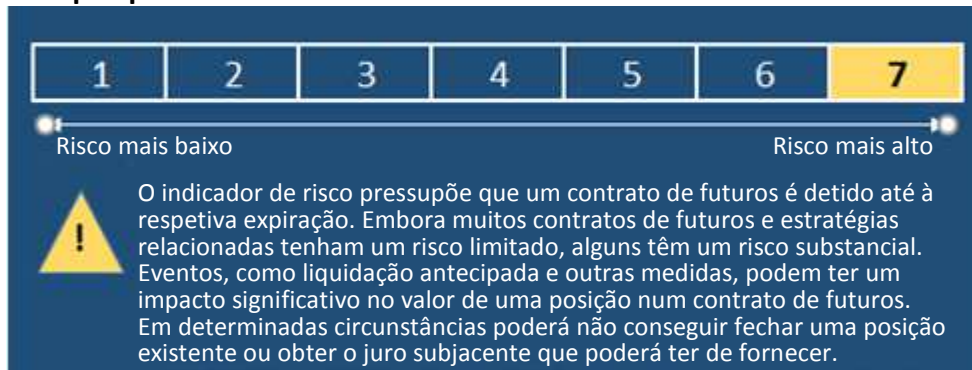 1 2 3 4 5 6 7
Risco mais baixo Risco mais alto
O indicador de risco pressupõe que um contrato de futuros é detido até à
respetiva expiração. Embora muitos contratos de futuros e estratégias
relacionadas tenham um risco limitado, alguns têm um risco substancial.
Eventos, como liquidação antecipada e outras medidas, podem ter um
impacto significativo no valor de uma posição num contrato de futuros.
Em determinadas circunstâncias poderá não conseguir fechar uma posição
existente ou obter o juro subjacente que poderá ter de fornecer.
!